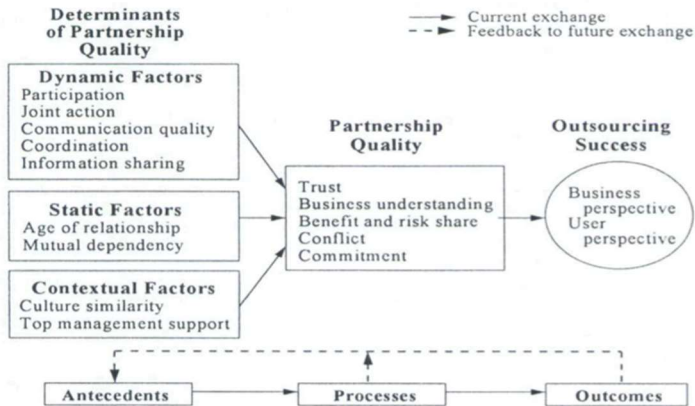 Determinants
of Partnership
Quality
Current exchange
Feedback to future exchange
Dynamic Factors
Participation
Joint action
Communication quality
Coordination
Information sharing
Static Factors
Age of relationship
Mutual dependency
Contextual Factors
Culture similarity
Top management support
Partnership
Quality
Trust
Business understanding
Benefit and risk share
Conflict
Commitment
Outsourcing
Success
Business
perspective
User
perspective
Antecedents
Processes
Outcomes